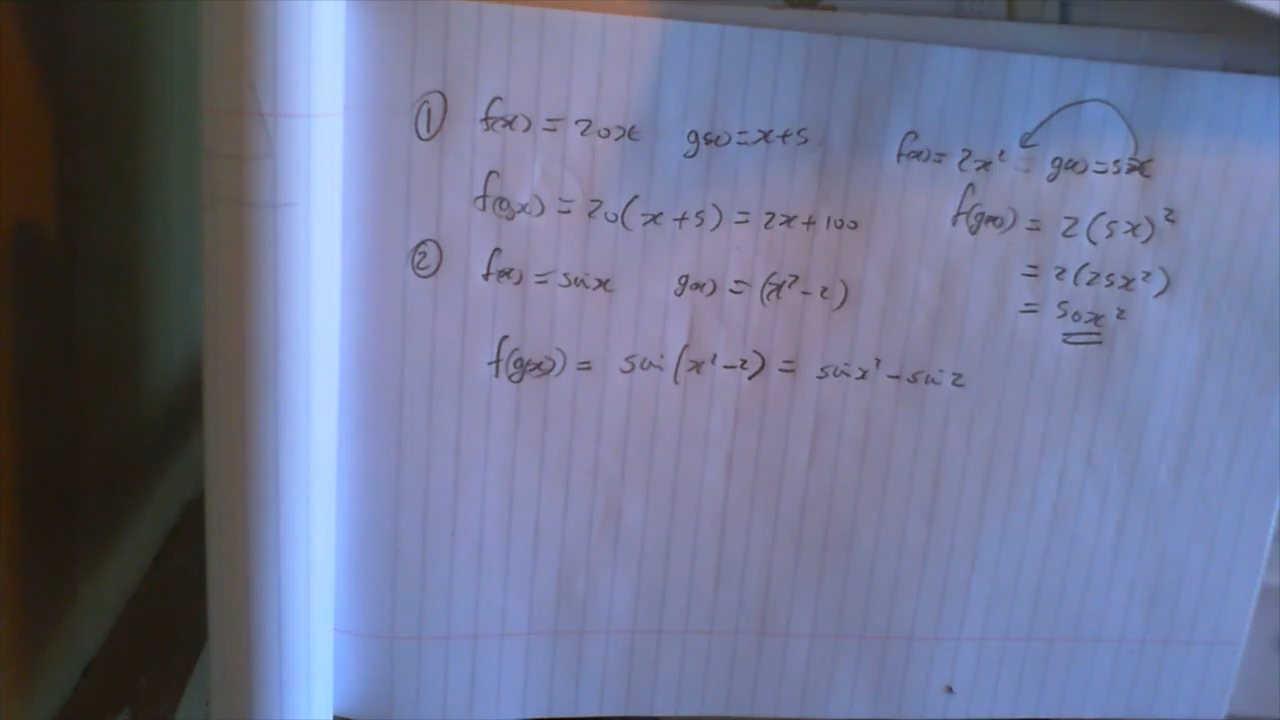 ① f(x) = 20x g(x) = x+5
f(g(x)) = 20(x+5) = 2x+100
② f(x) = sin x g(x) = (x²-2)
f(g(x)) = sin(x²-2) = sin x² - sin 2
f(x) = 2x² g(x) = 5x
f(g(x)) = 2(5x)²
= 2(25x²)
= 50x²